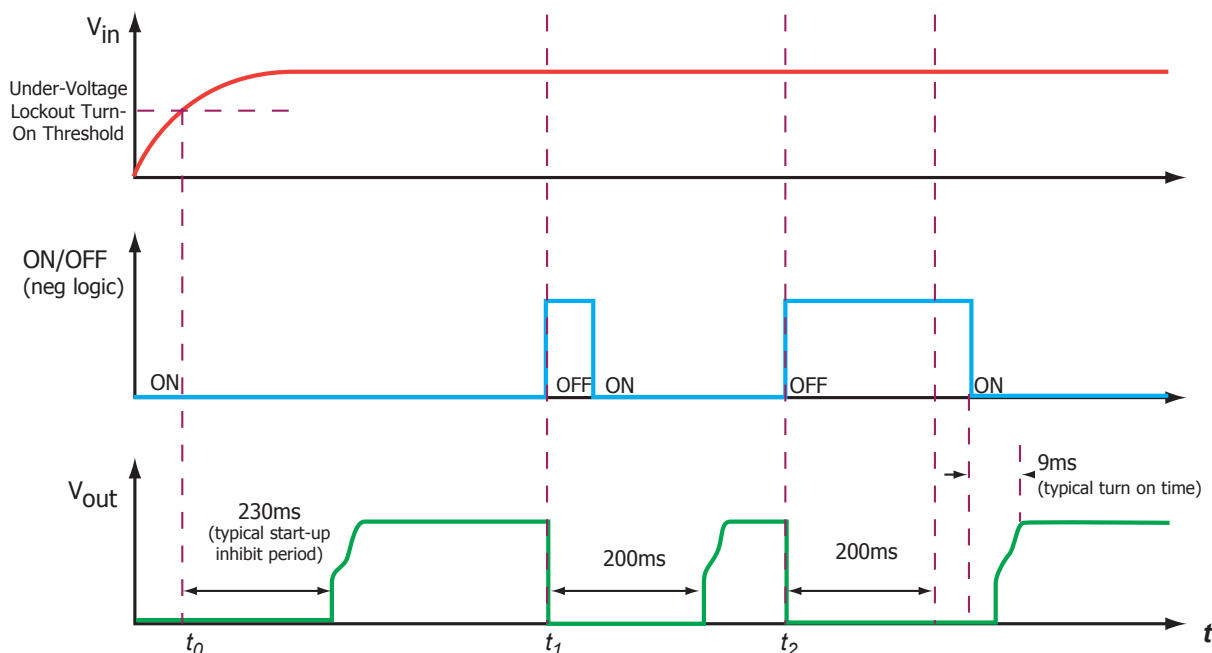 Vin
Under-Voltage
Lockout Turn-
On Threshold
ON/OFF
(neg logic)
ON
OFF
ON
OFF
ON
Vout
230ms
(typical start-up
inhibit period)
200ms
200ms
9ms
(typical turn on time)
t0
t1
t2
t